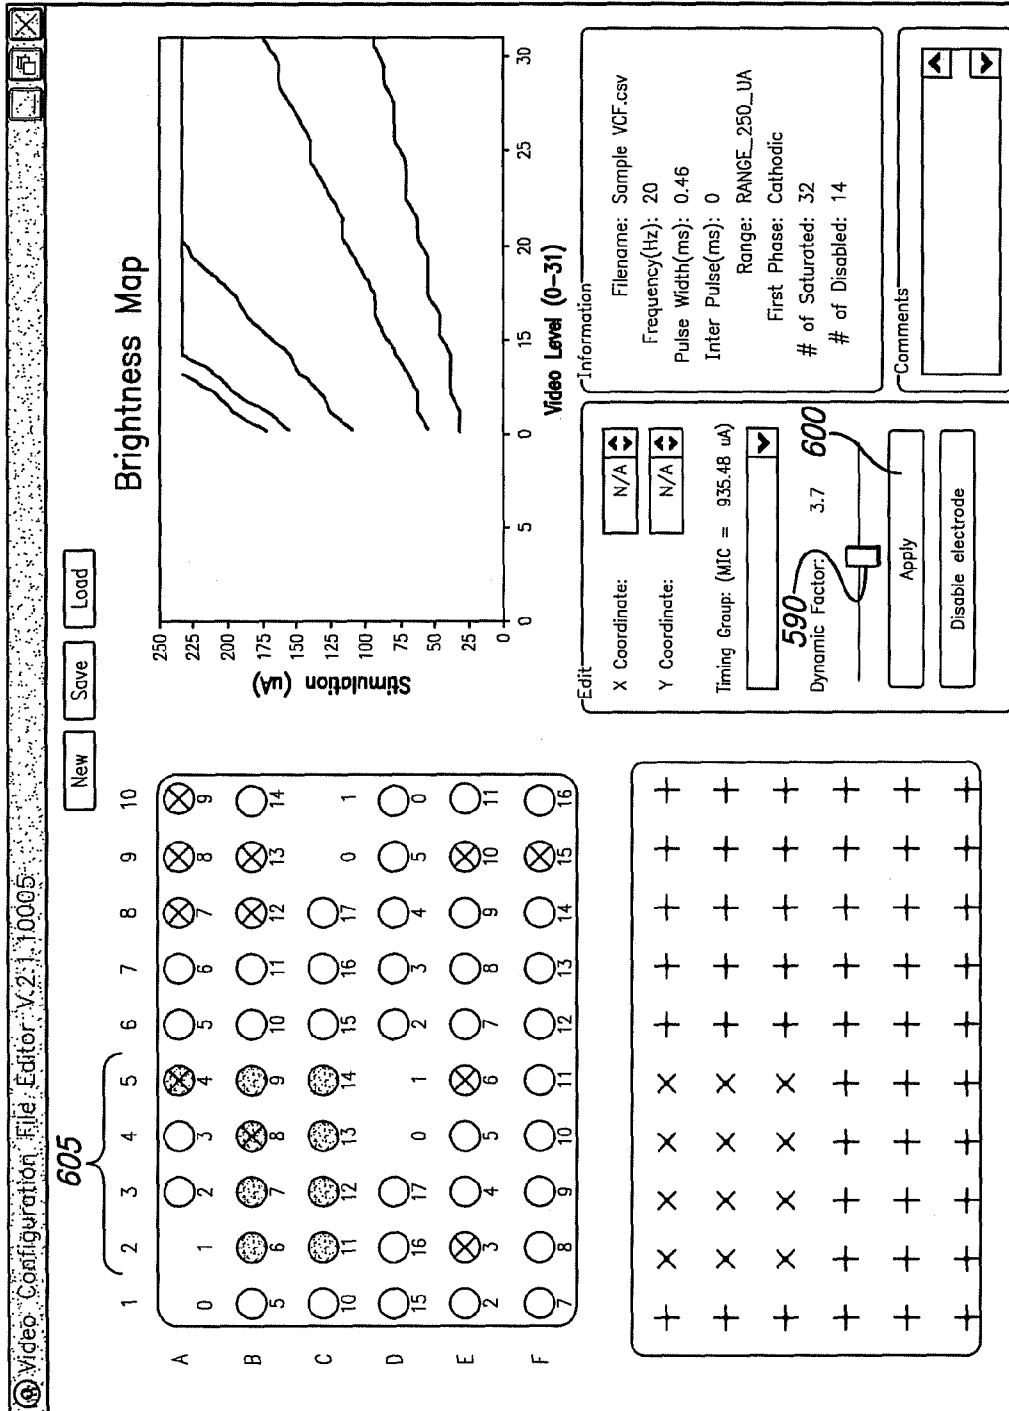 Video Configuration File Editor V.2.1.10005
New Save Load
605
1 2 3 4 5 6 7 8 9 10
A
0 1 2 3 4 5 6 7 8 9
B
5 6 7 8 9 10 11 12 13 14
C
10 11 12 13 14 15 16 17 0 1
D
15 16 17 0 1 2 3 4 5 0
E
2 3 4 5 6 7 8 9 10 11
F
7 8 9 10 11 12 13 14 15 16
Brightness Map
Stimulation (uA)
250
225
200
175
150
125
100
75
50
25
0
0 5 0 15 20 25 30
Video Level (0-31)
Edit
X Coordinate: N/A
Y Coordinate: N/A
Timing Group: (MIC = 935.48 uA)
590
Dynamic Factor: 3.7
600
Apply
Disable electrode
Information
Filename: Sample VCF.csv
Frequency(Hz): 20
Pulse Width(ms): 0.46
Inter Pulse(ms): 0
Range: RANGE_250_UA
First Phase: Cathodic
# of Saturated: 32
# of Disabled: 14
Comments